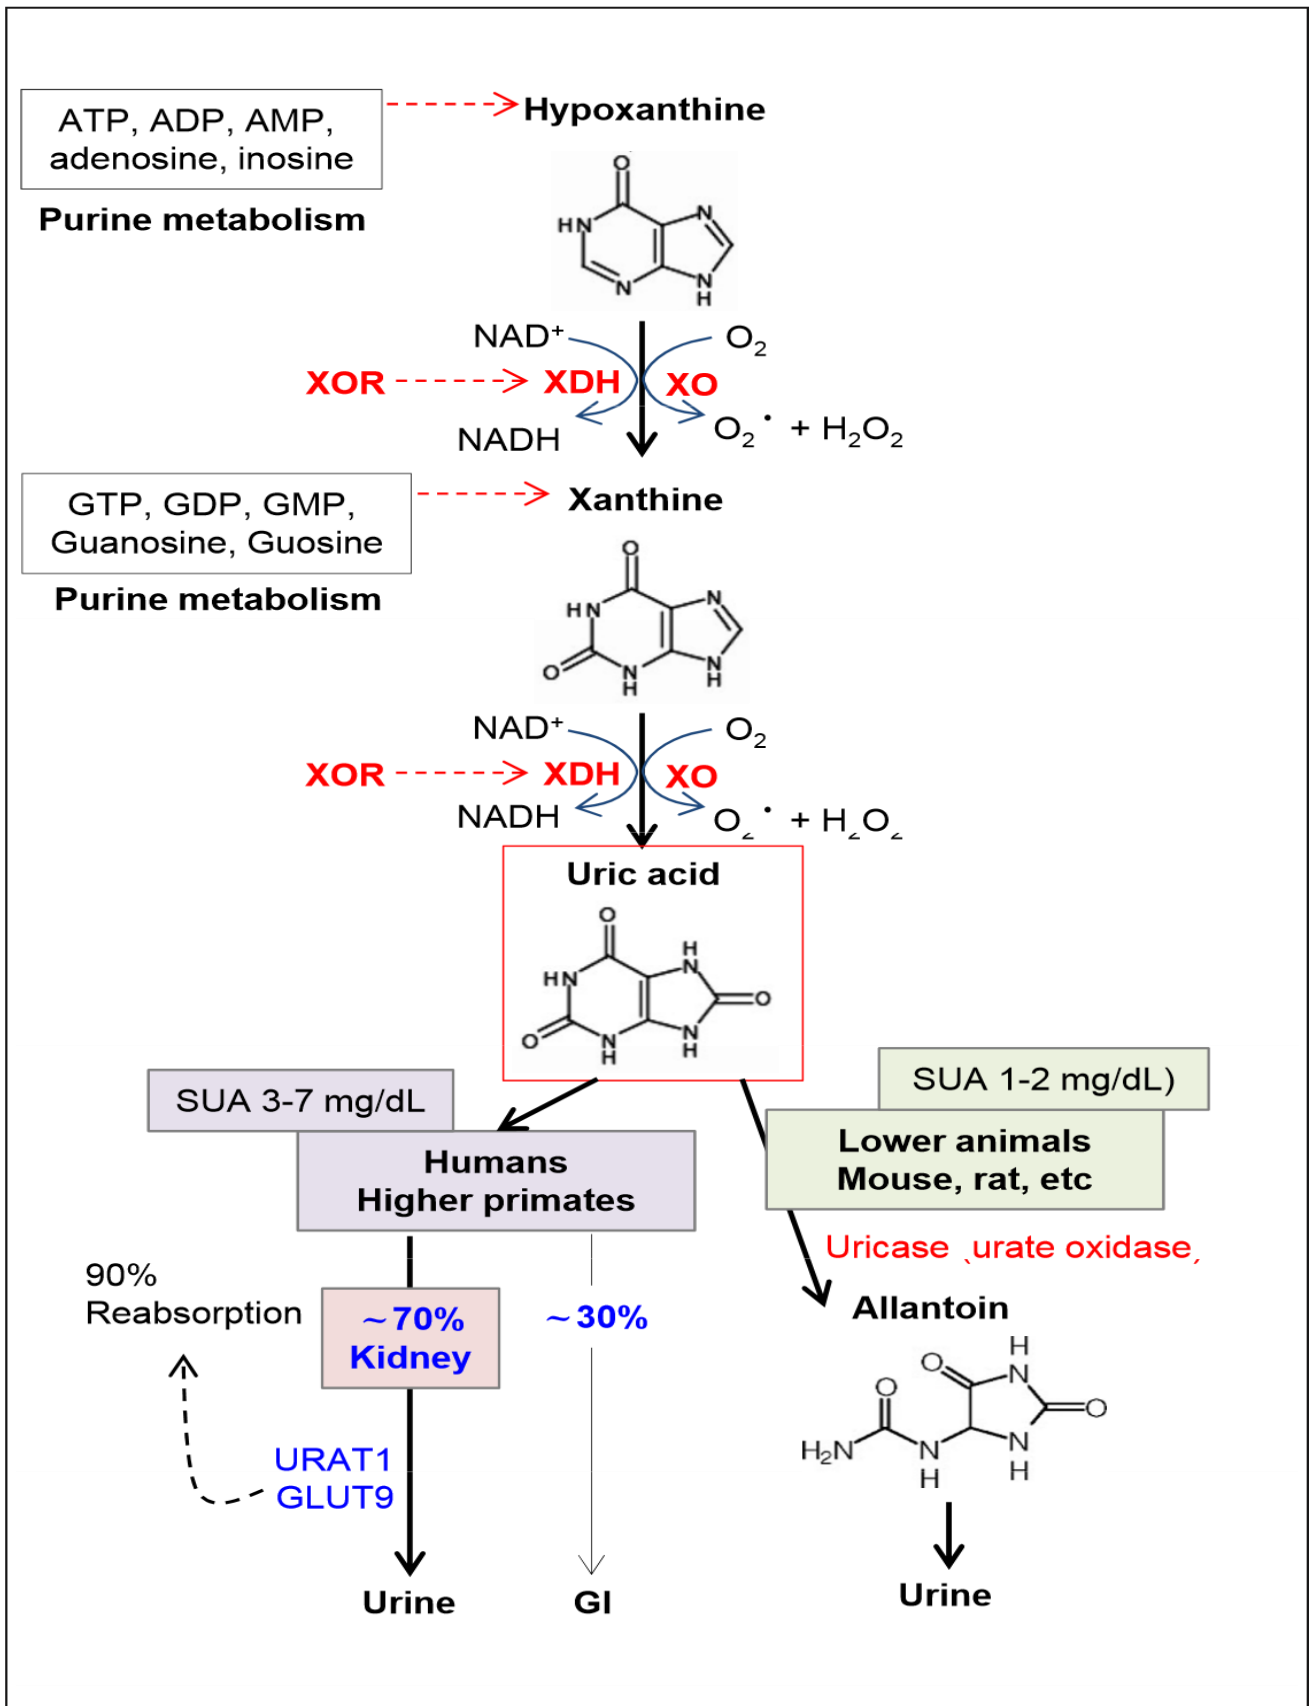 ATP, ADP, AMP,
adenosine, inosine
Purine metabolism
Hypoxanthine
O
HN
N
N
N
H
NAD+
O2
XOR
XDH
XO
NADH
O2• + H2O2
GTP, GDP, GMP,
Guanosine, Guosine
Purine metabolism
Xanthine
O
HN
N
O
N
H
N
H
NAD+
O2
XOR
XDH
XO
NADH
O2• + H2O2
Uric acid
O
HN
H
N
O
O
N
H
N
H
SUA 3-7 mg/dL
Humans
Higher primates
SUA 1-2 mg/dL)
Lower animals
Mouse, rat, etc
Uricase (urate oxidase)
90%
Reabsorption
~70%
Kidney
~30%
URAT1
GLUT9
Urine
GI
Allantoin
H
O
N
O
O
H2N
N
H
N
H
Urine